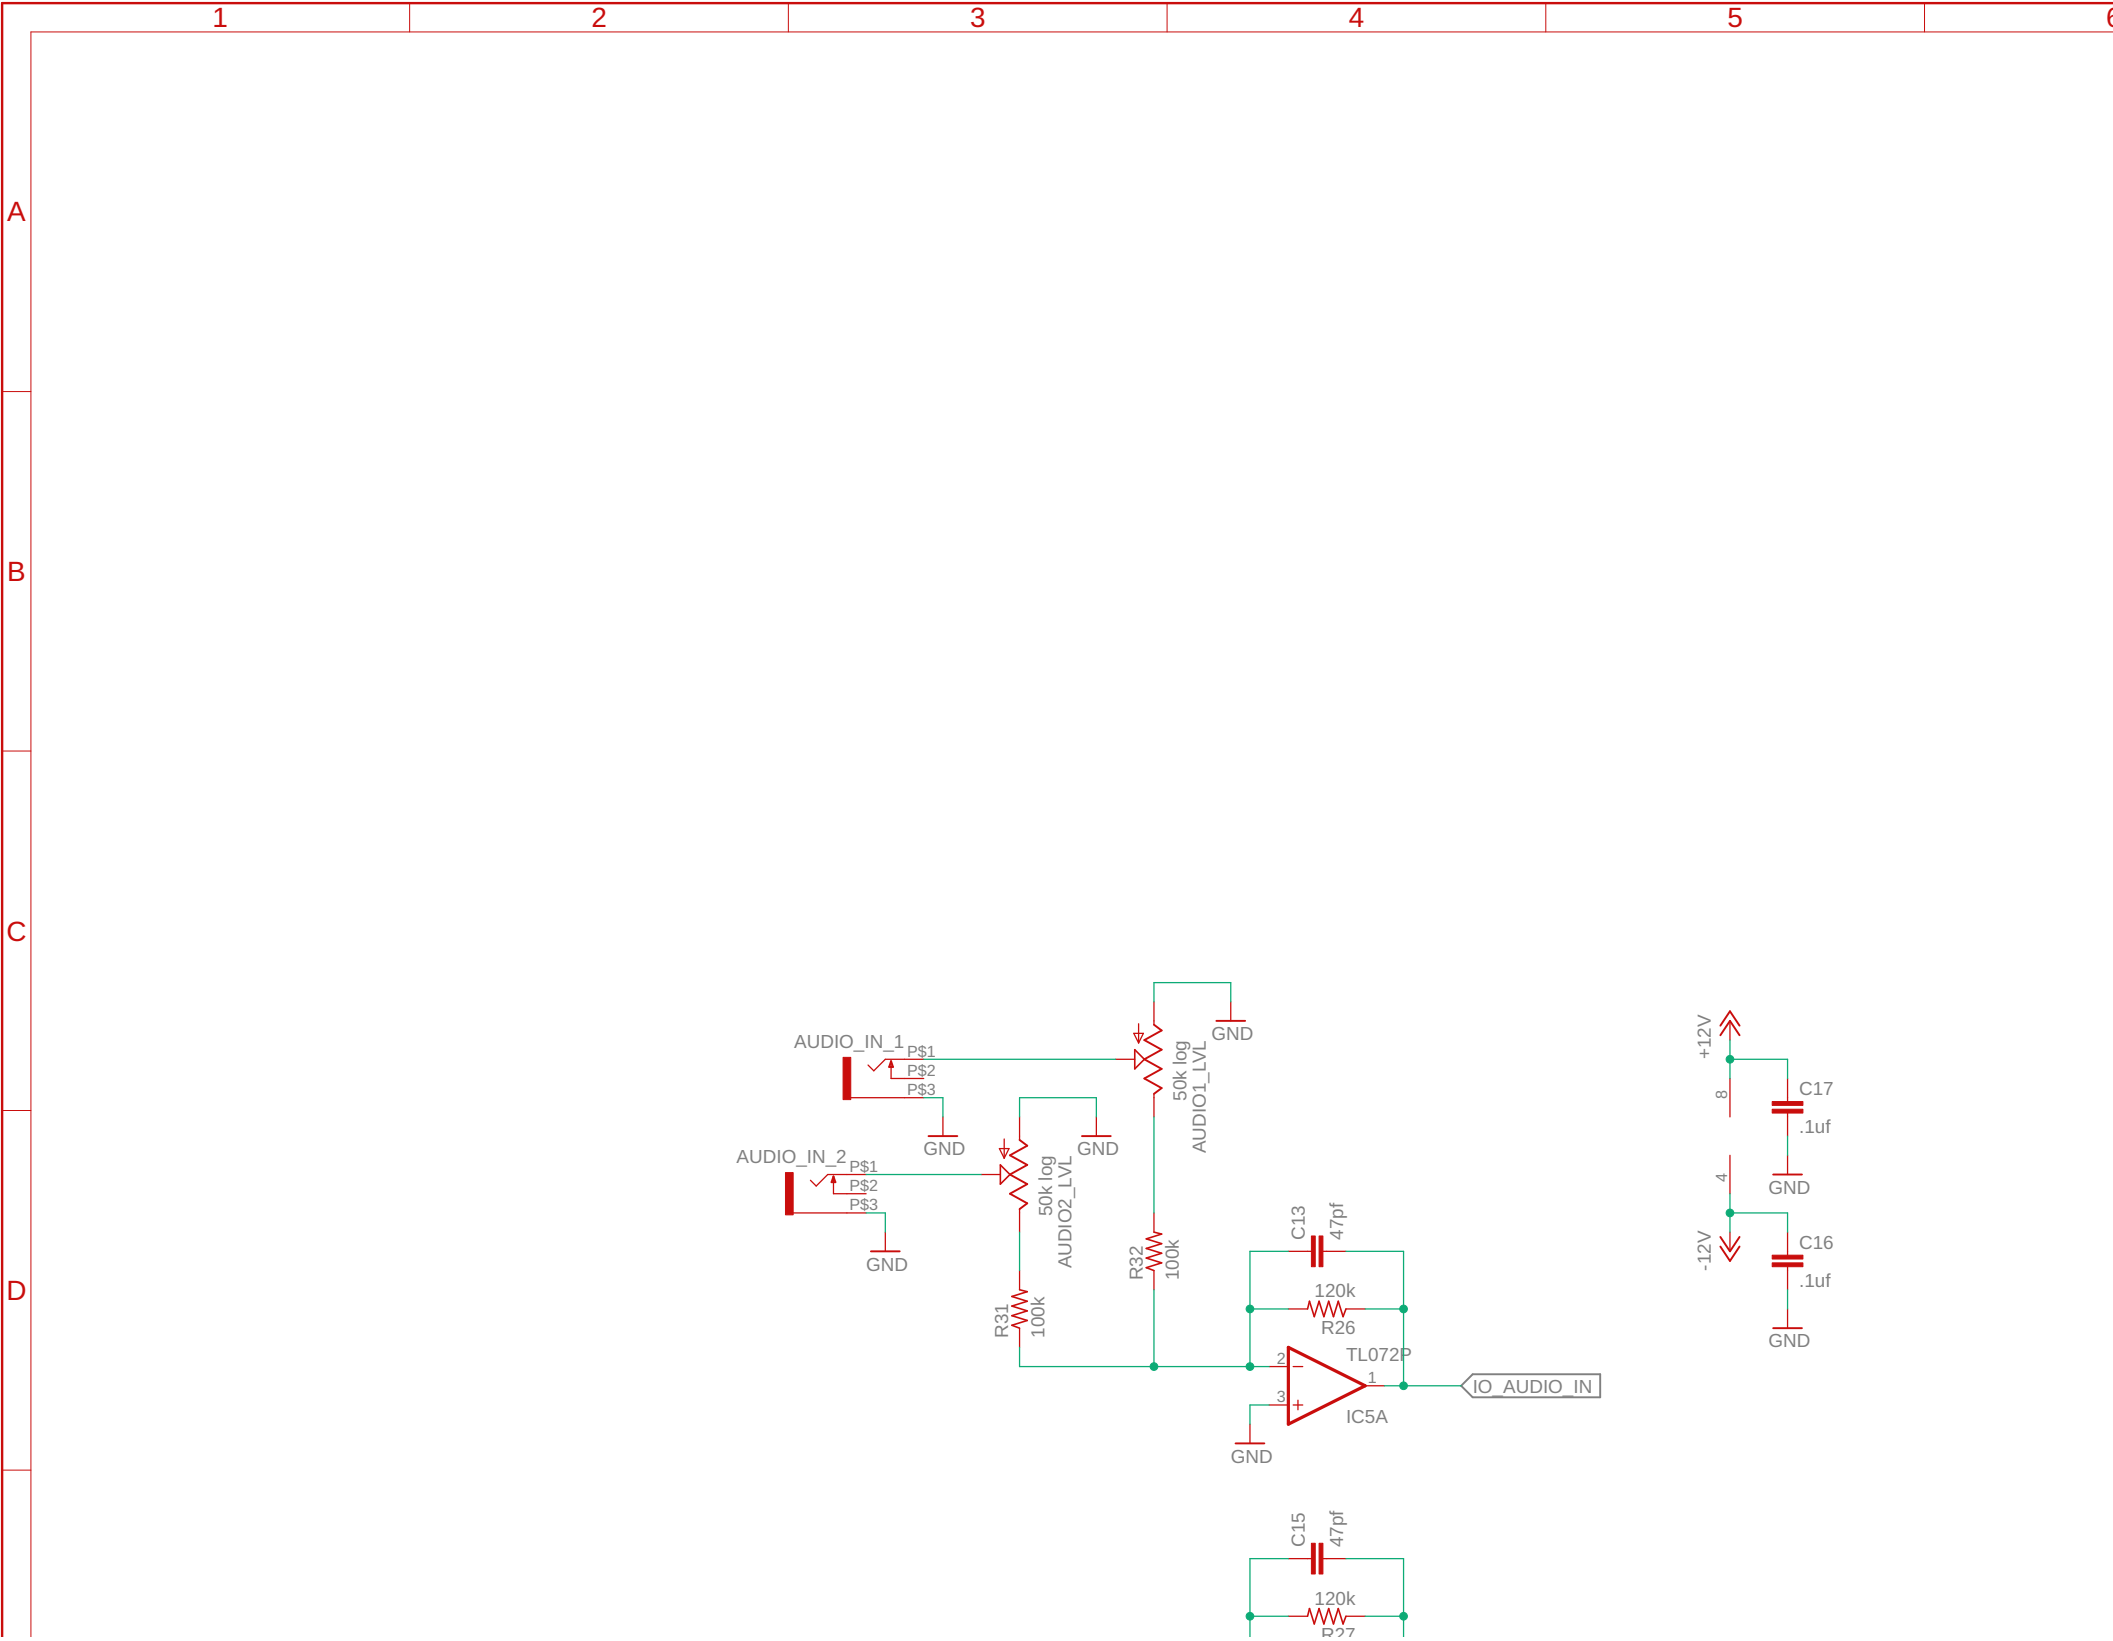 1 2 3 4 5 6
A
B
C
D
AUDIO_IN_1
P$1
P$2
P$3
GND
GND
50k log
AUDIO1_LVL
AUDIO_IN_2
P$1
P$2
P$3
GND
GND
50k log
AUDIO2_LVL
R31
100k
R32
100k
C13
47pf
120k
R26
TL072P
2
3
1
IC5A
GND
IO_AUDIO_IN
+12V
8
C17
.1uf
GND
4
-12V
C16
.1uf
GND
C15
47pf
120k
R27